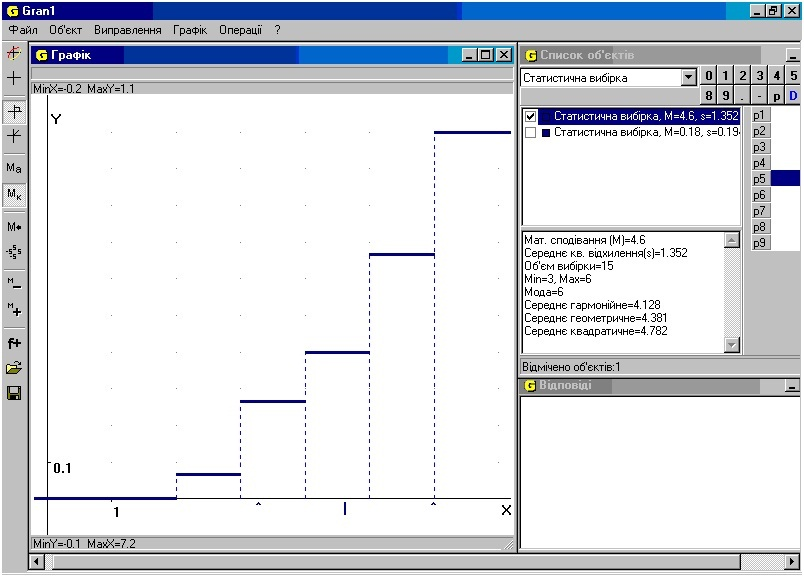 Gran1
Файл Об'єкт Виправлення Графік Операції ?
Графік
MinX=-0.2 MaxY=1.1
Y
0.1
1
X
MinY=-0.1 MaxX=7.2
Список об'єктів
Статистична вибірка
0 1 2 3 4 5
8 9 . - p D
Статистична вибірка, M=4.6, s=1.352
Статистична вибірка, M=0.18, s=0.19
p1
p2
p3
p4
p5
p6
p7
p8
p9
Мат. сподівання (M)=4.6
Середнє кв. відхилення(s)=1.352
Об'єм вибірки=15
Min=3, Max=6
Мода=6
Середнє гармонійне=4.128
Середнє геометричне=4.381
Середнє квадратичне=4.782
Відмічено об'єктів:1
Відповіді
Mа
Mк
M*
-555
M-
M+
f+